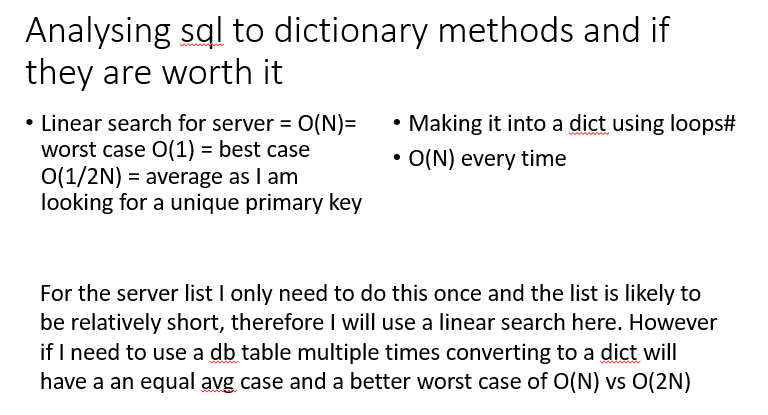 Analysing sql to dictionary methods and if
they are worth it
• Linear search for server = O(N)=
worst case O(1) = best case
O(1/2N) = average as I am
looking for a unique primary key
• Making it into a dict using loops#
• O(N) every time
For the server list I only need to do this once and the list is likely to
be relatively short, therefore I will use a linear search here. However
if I need to use a db table multiple times converting to a dict will
have a an equal avg case and a better worst case of O(N) vs O(2N)